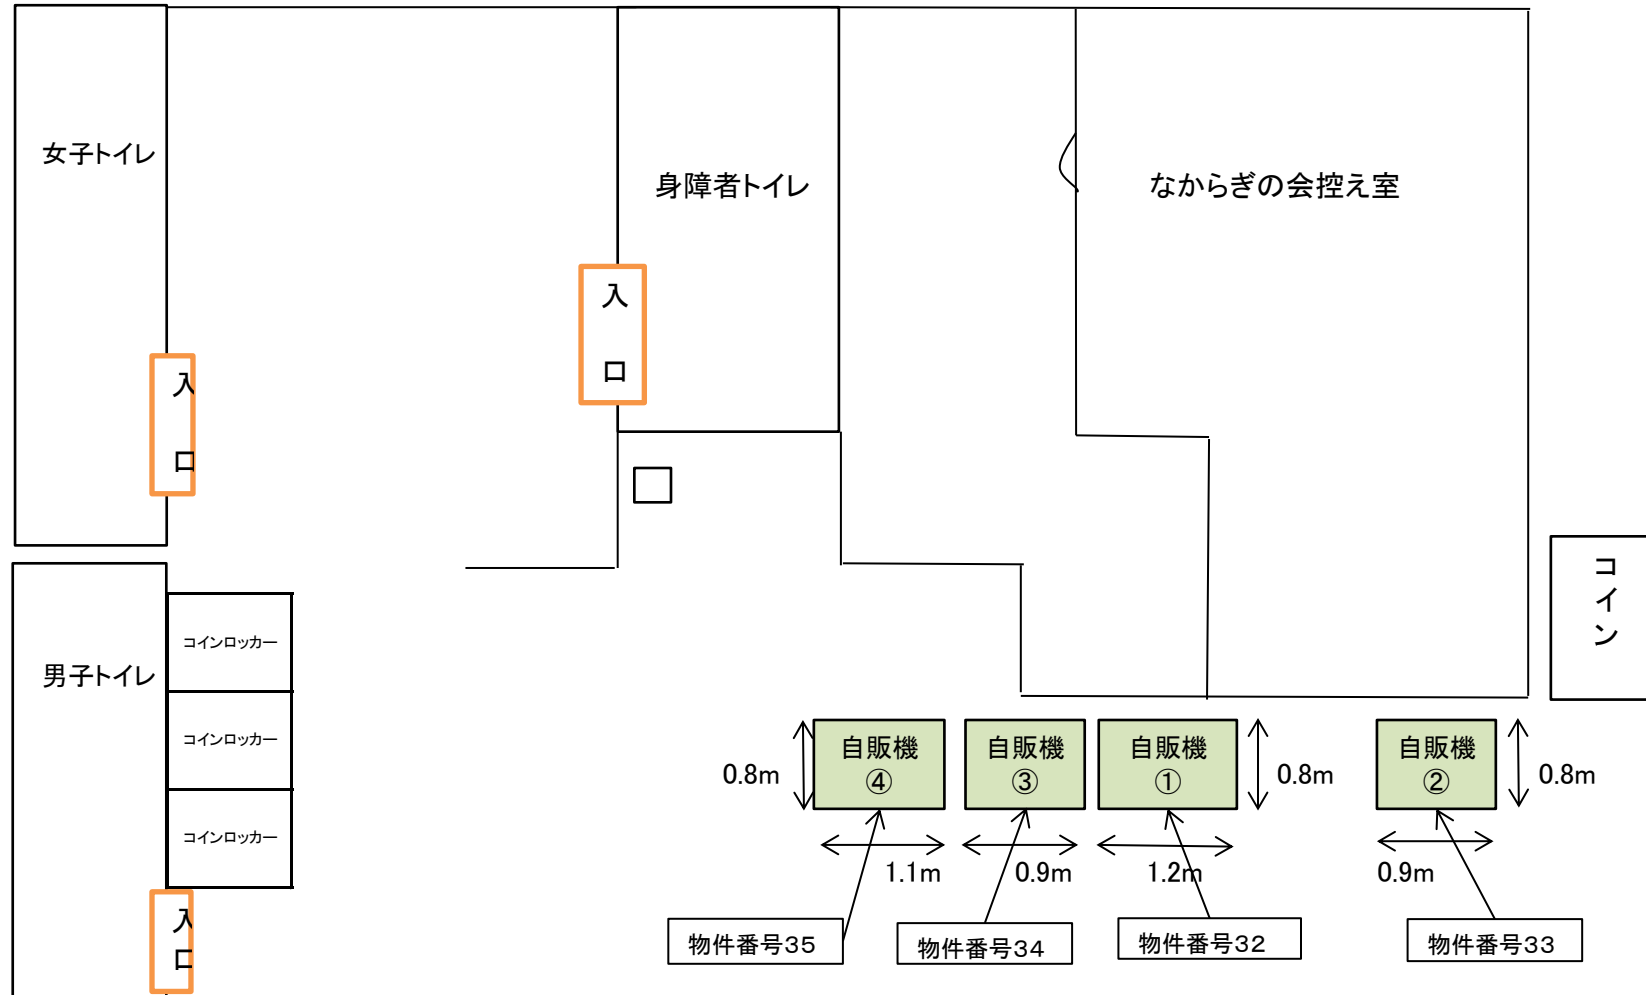 女子トイレ
身障者トイレ
なからぎの会控え室
入
口
入
口
コ
イ
ン
男子トイレ
コインロッカー
コインロッカー
コインロッカー
入
口
自販機
④
自販機
③
自販機
①
自販機
②
0.8m
0.8m
0.8m
1.1m
0.9m
1.2m
0.9m
物件番号35
物件番号34
物件番号32
物件番号33